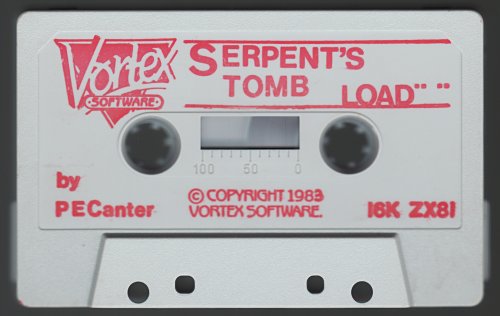 Vortex
SOFTWARE
SERPENT'S
TOMB
LOAD" "
100 50 0
by
PECanter
© COPYRIGHT 1983
VORTEX SOFTWARE.
16K ZX81